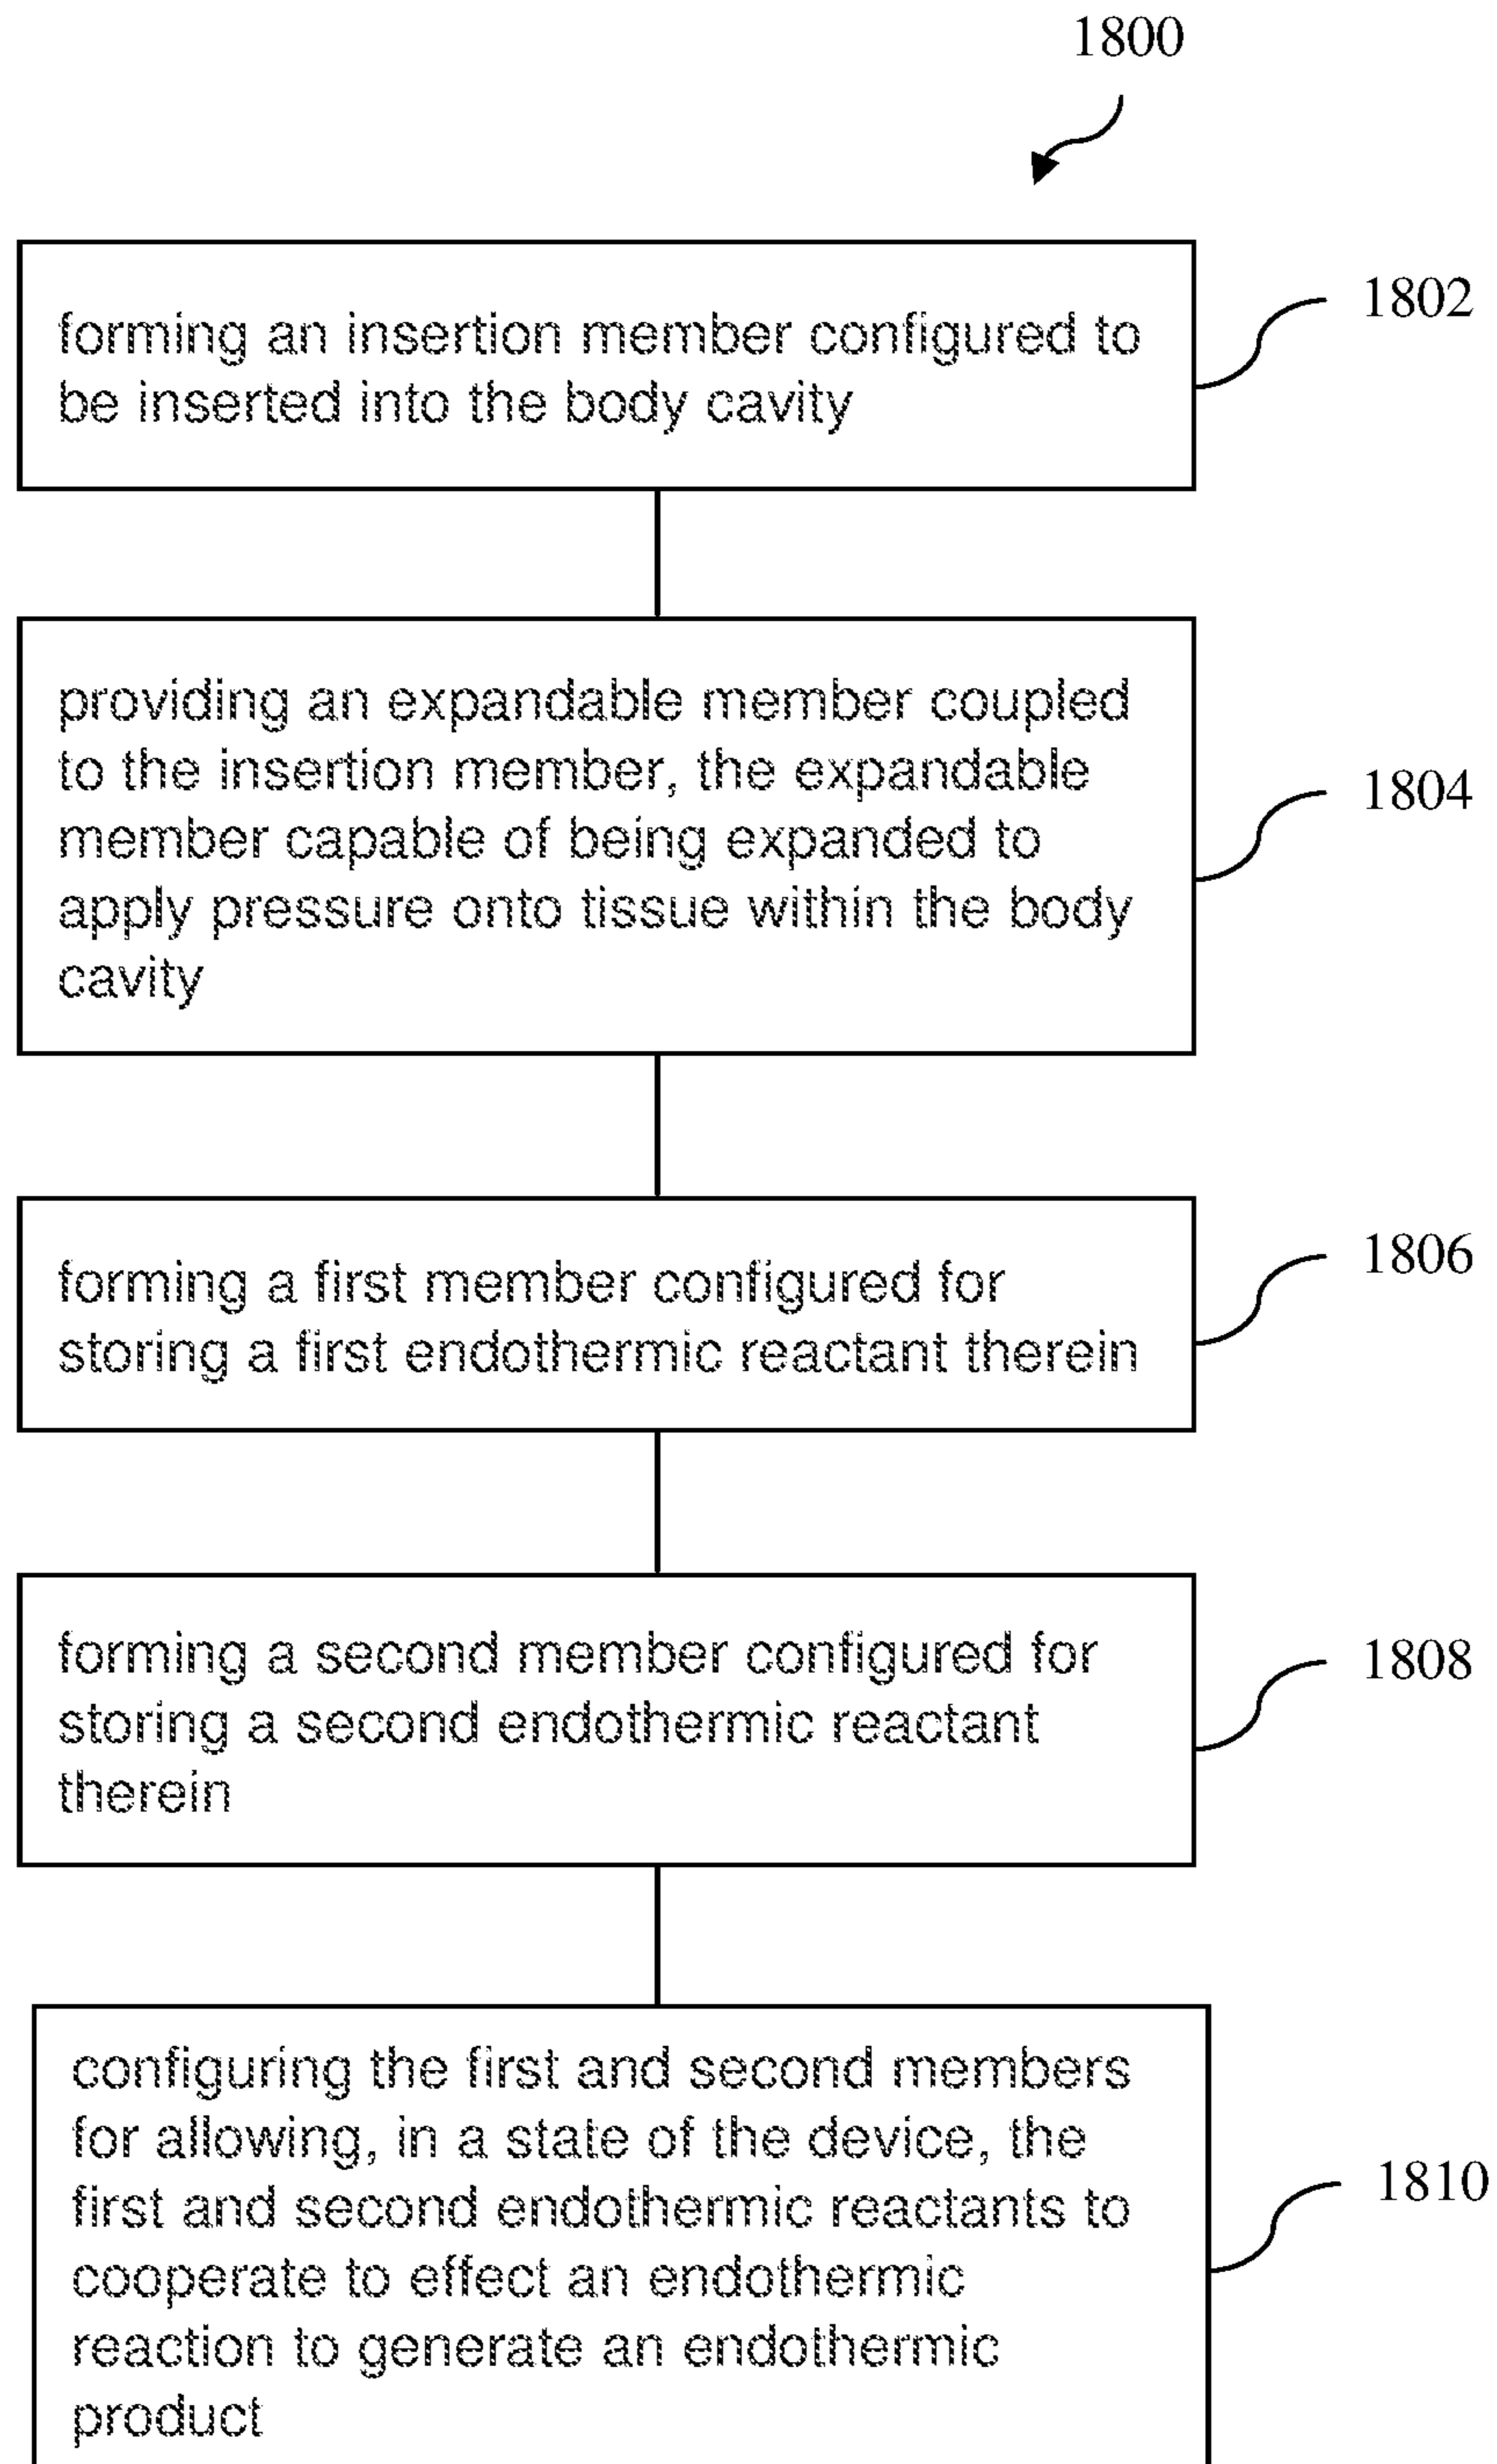 1800
forming an insertion member configured to
be inserted into the body cavity
1802
providing an expandable member coupled
to the insertion member, the expandable
member capable of being expanded to
apply pressure onto tissue within the body
cavity
1804
forming a first member configured for
storing a first endothermic reactant therein
1806
forming a second member configured for
storing a second endothermic reactant
therein
1808
configuring the first and second members
for allowing, in a state of the device, the
first and second endothermic reactants to
cooperate to effect an endothermic
reaction to generate an endothermic
product
1810